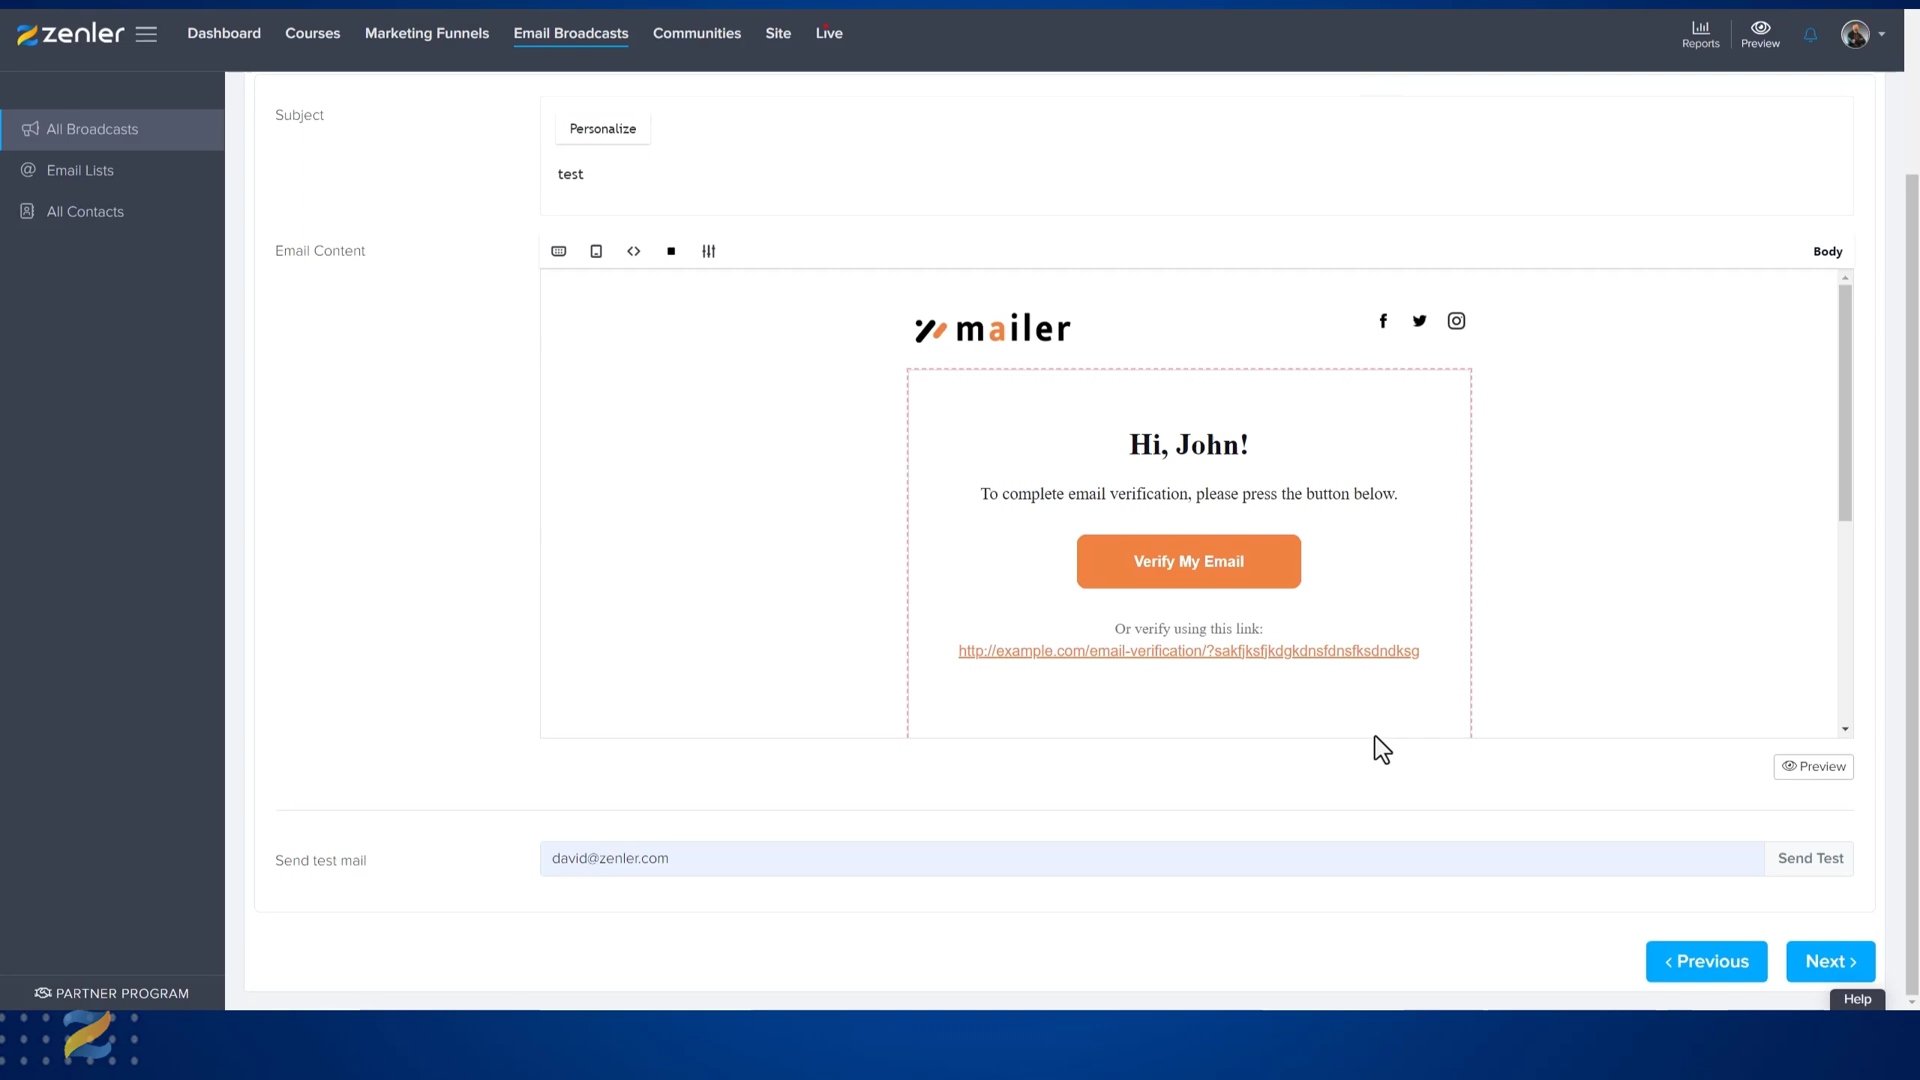 zenler
Dashboard
Courses
Marketing Funnels
Email Broadcasts
Communities
Site
Live
Reports
Preview
All Broadcasts
Email Lists
All Contacts
PARTNER PROGRAM
Subject
Personalize
test
Email Content
Body
mailer
Hi, John!
To complete email verification, please press the button below.
Verify My Email
Or verify using this link:
http://example.com/email-verification/?sakfjksfjkdgkdnsfdnsfksdndksg
Preview
Send test mail
david@zenler.com
Send Test
‹ Previous
Next ›
Help